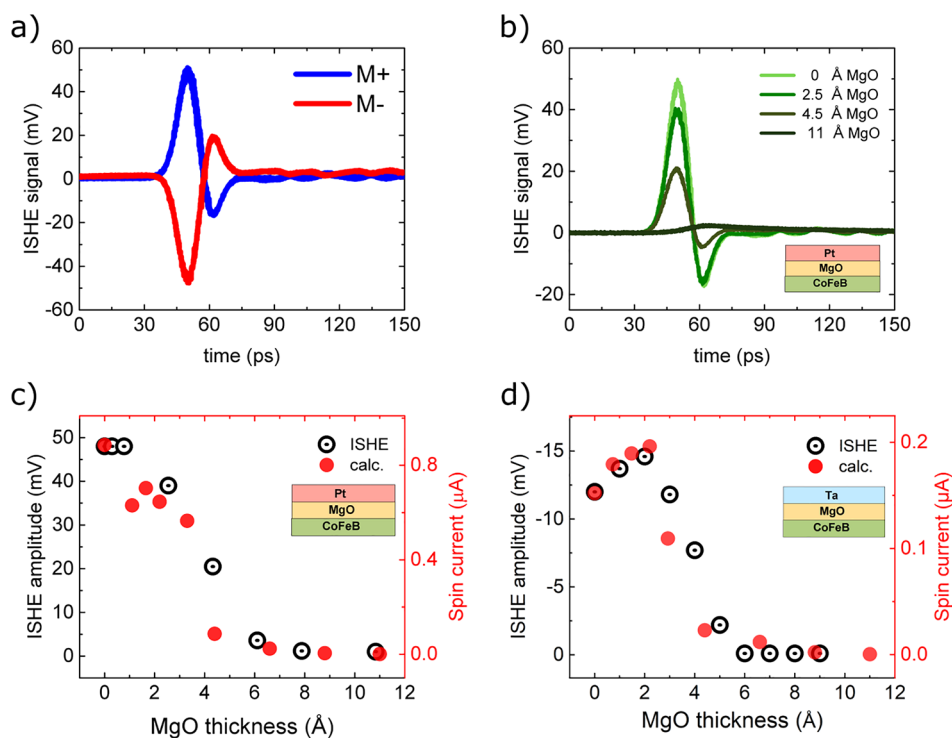 a)
60
40
20
0
-20
-40
-60
ISHE signal (mV)
M+
M-
0 30 60 90 120 150
time (ps)
b)
60
40
20
0
-20
ISHE signal (mV)
0 Å MgO
2.5 Å MgO
4.5 Å MgO
11 Å MgO
Pt
MgO
CoFeB
0 30 60 90 120 150
time (ps)
c)
50
40
30
20
10
0
ISHE amplitude (mV)
ISHE
calc.
Pt
MgO
CoFeB
0.8
0.4
0.0
Spin current (μA)
0 2 4 6 8 10 12
MgO thickness (Å)
d)
-15
-10
-5
0
ISHE amplitude (mV)
ISHE
calc.
Ta
MgO
CoFeB
0.2
0.1
0.0
Spin current (μA)
0 2 4 6 8 10 12
MgO thickness (Å)